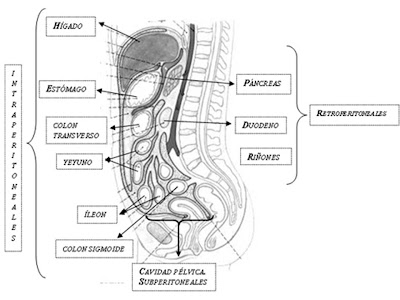 INTRAPERITONEALES
HÍGADO
ESTÓMAGO
COLON
TRANSVERSO
YEYUNO
ÍLEON
COLON SIGMOIDE
CAVIDAD PÉLVICA.
SUBPERITONEALES
PÁNCREAS
DUODENO
RIÑONES
RETROPERITONEALES